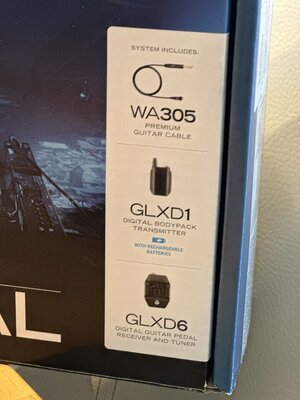 SYSTEM INCLUDES:
WA305
PREMIUM
GUITAR CABLE
GLXD1
DIGITAL BODYPACK
TRANSMITTER
WITH RECHARGEABLE
BATTERIES
GLXD6
DIGITAL GUITAR PEDAL
RECEIVER AND TUNER
AL